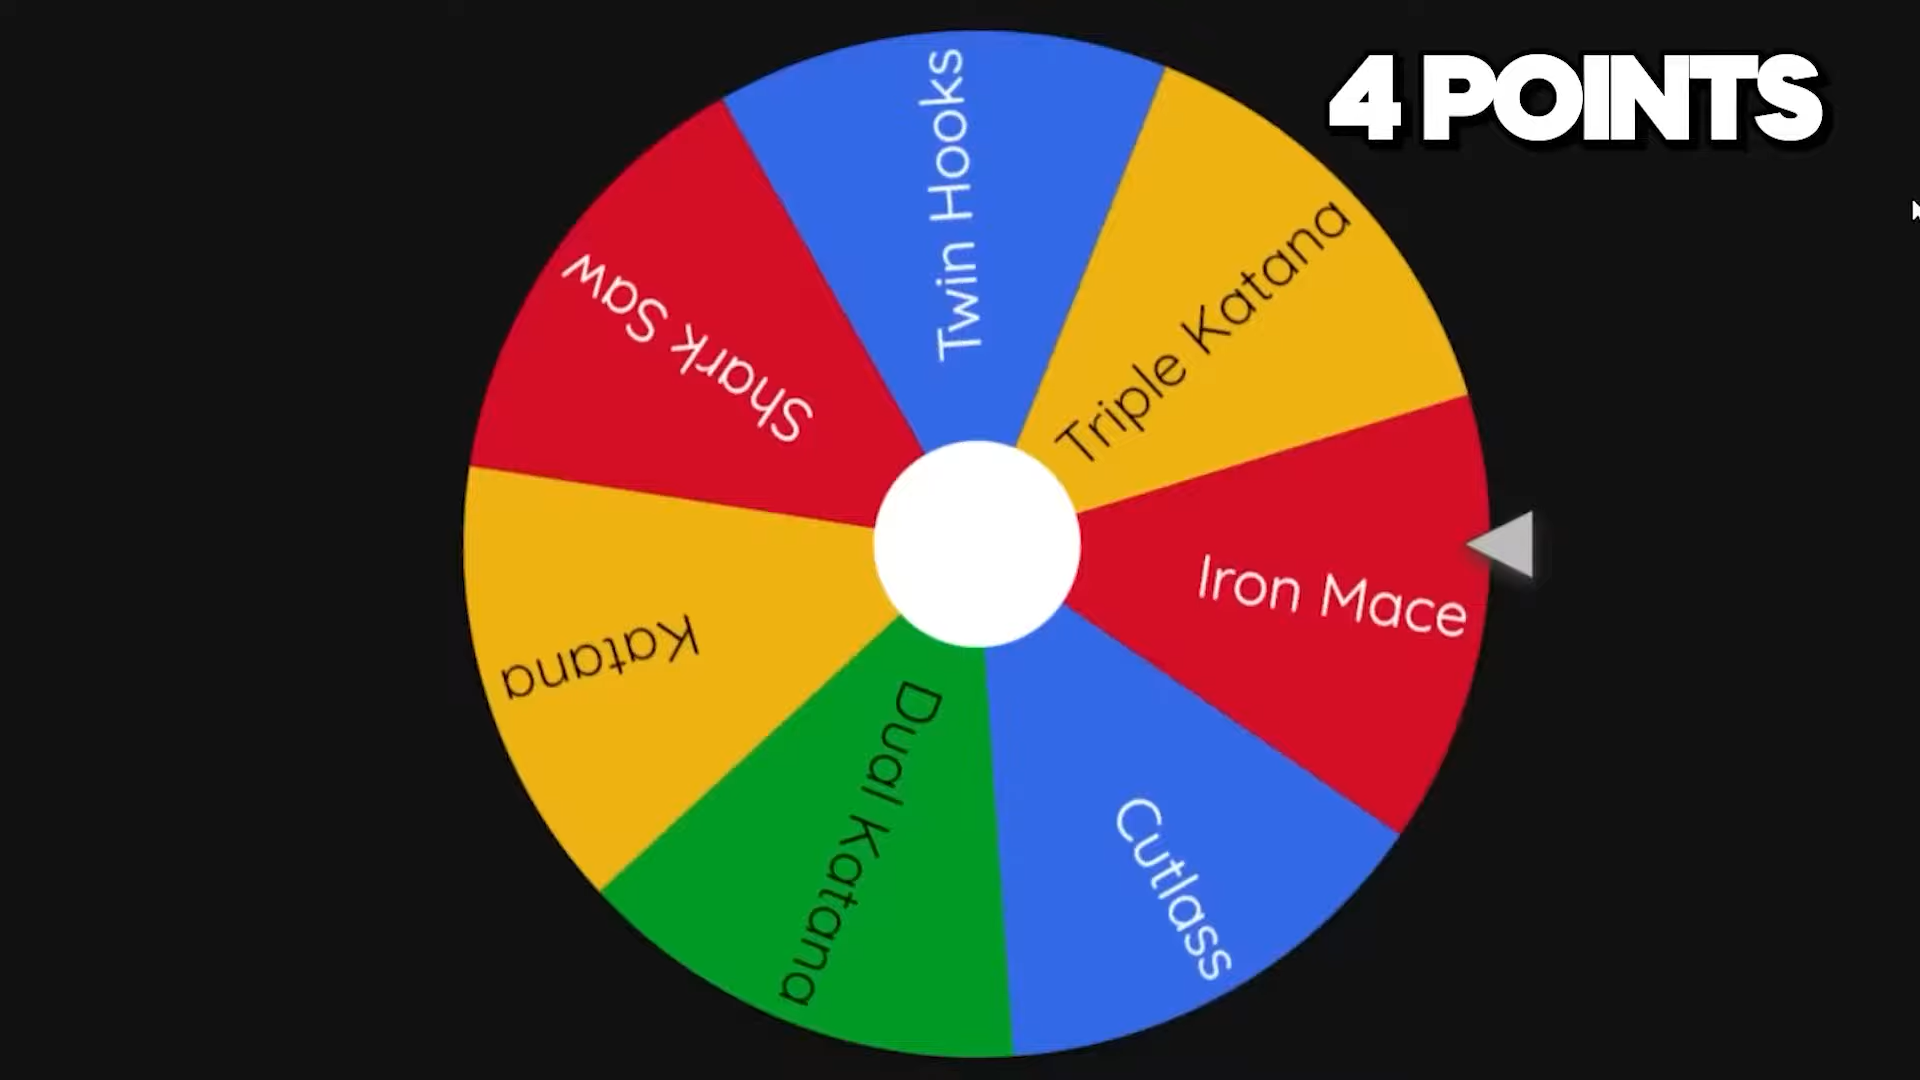 4 POINTS
Twin Hooks
Triple Katana
Iron Mace
Cutlass
Dual Katana
Katana
Shark Saw